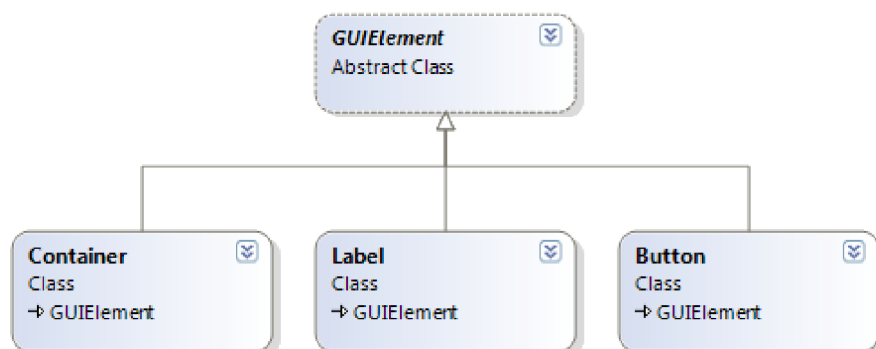 GUIElement
Abstract Class
Container
Class
GUIElement
Label
Class
GUIElement
Button
Class
GUIElement